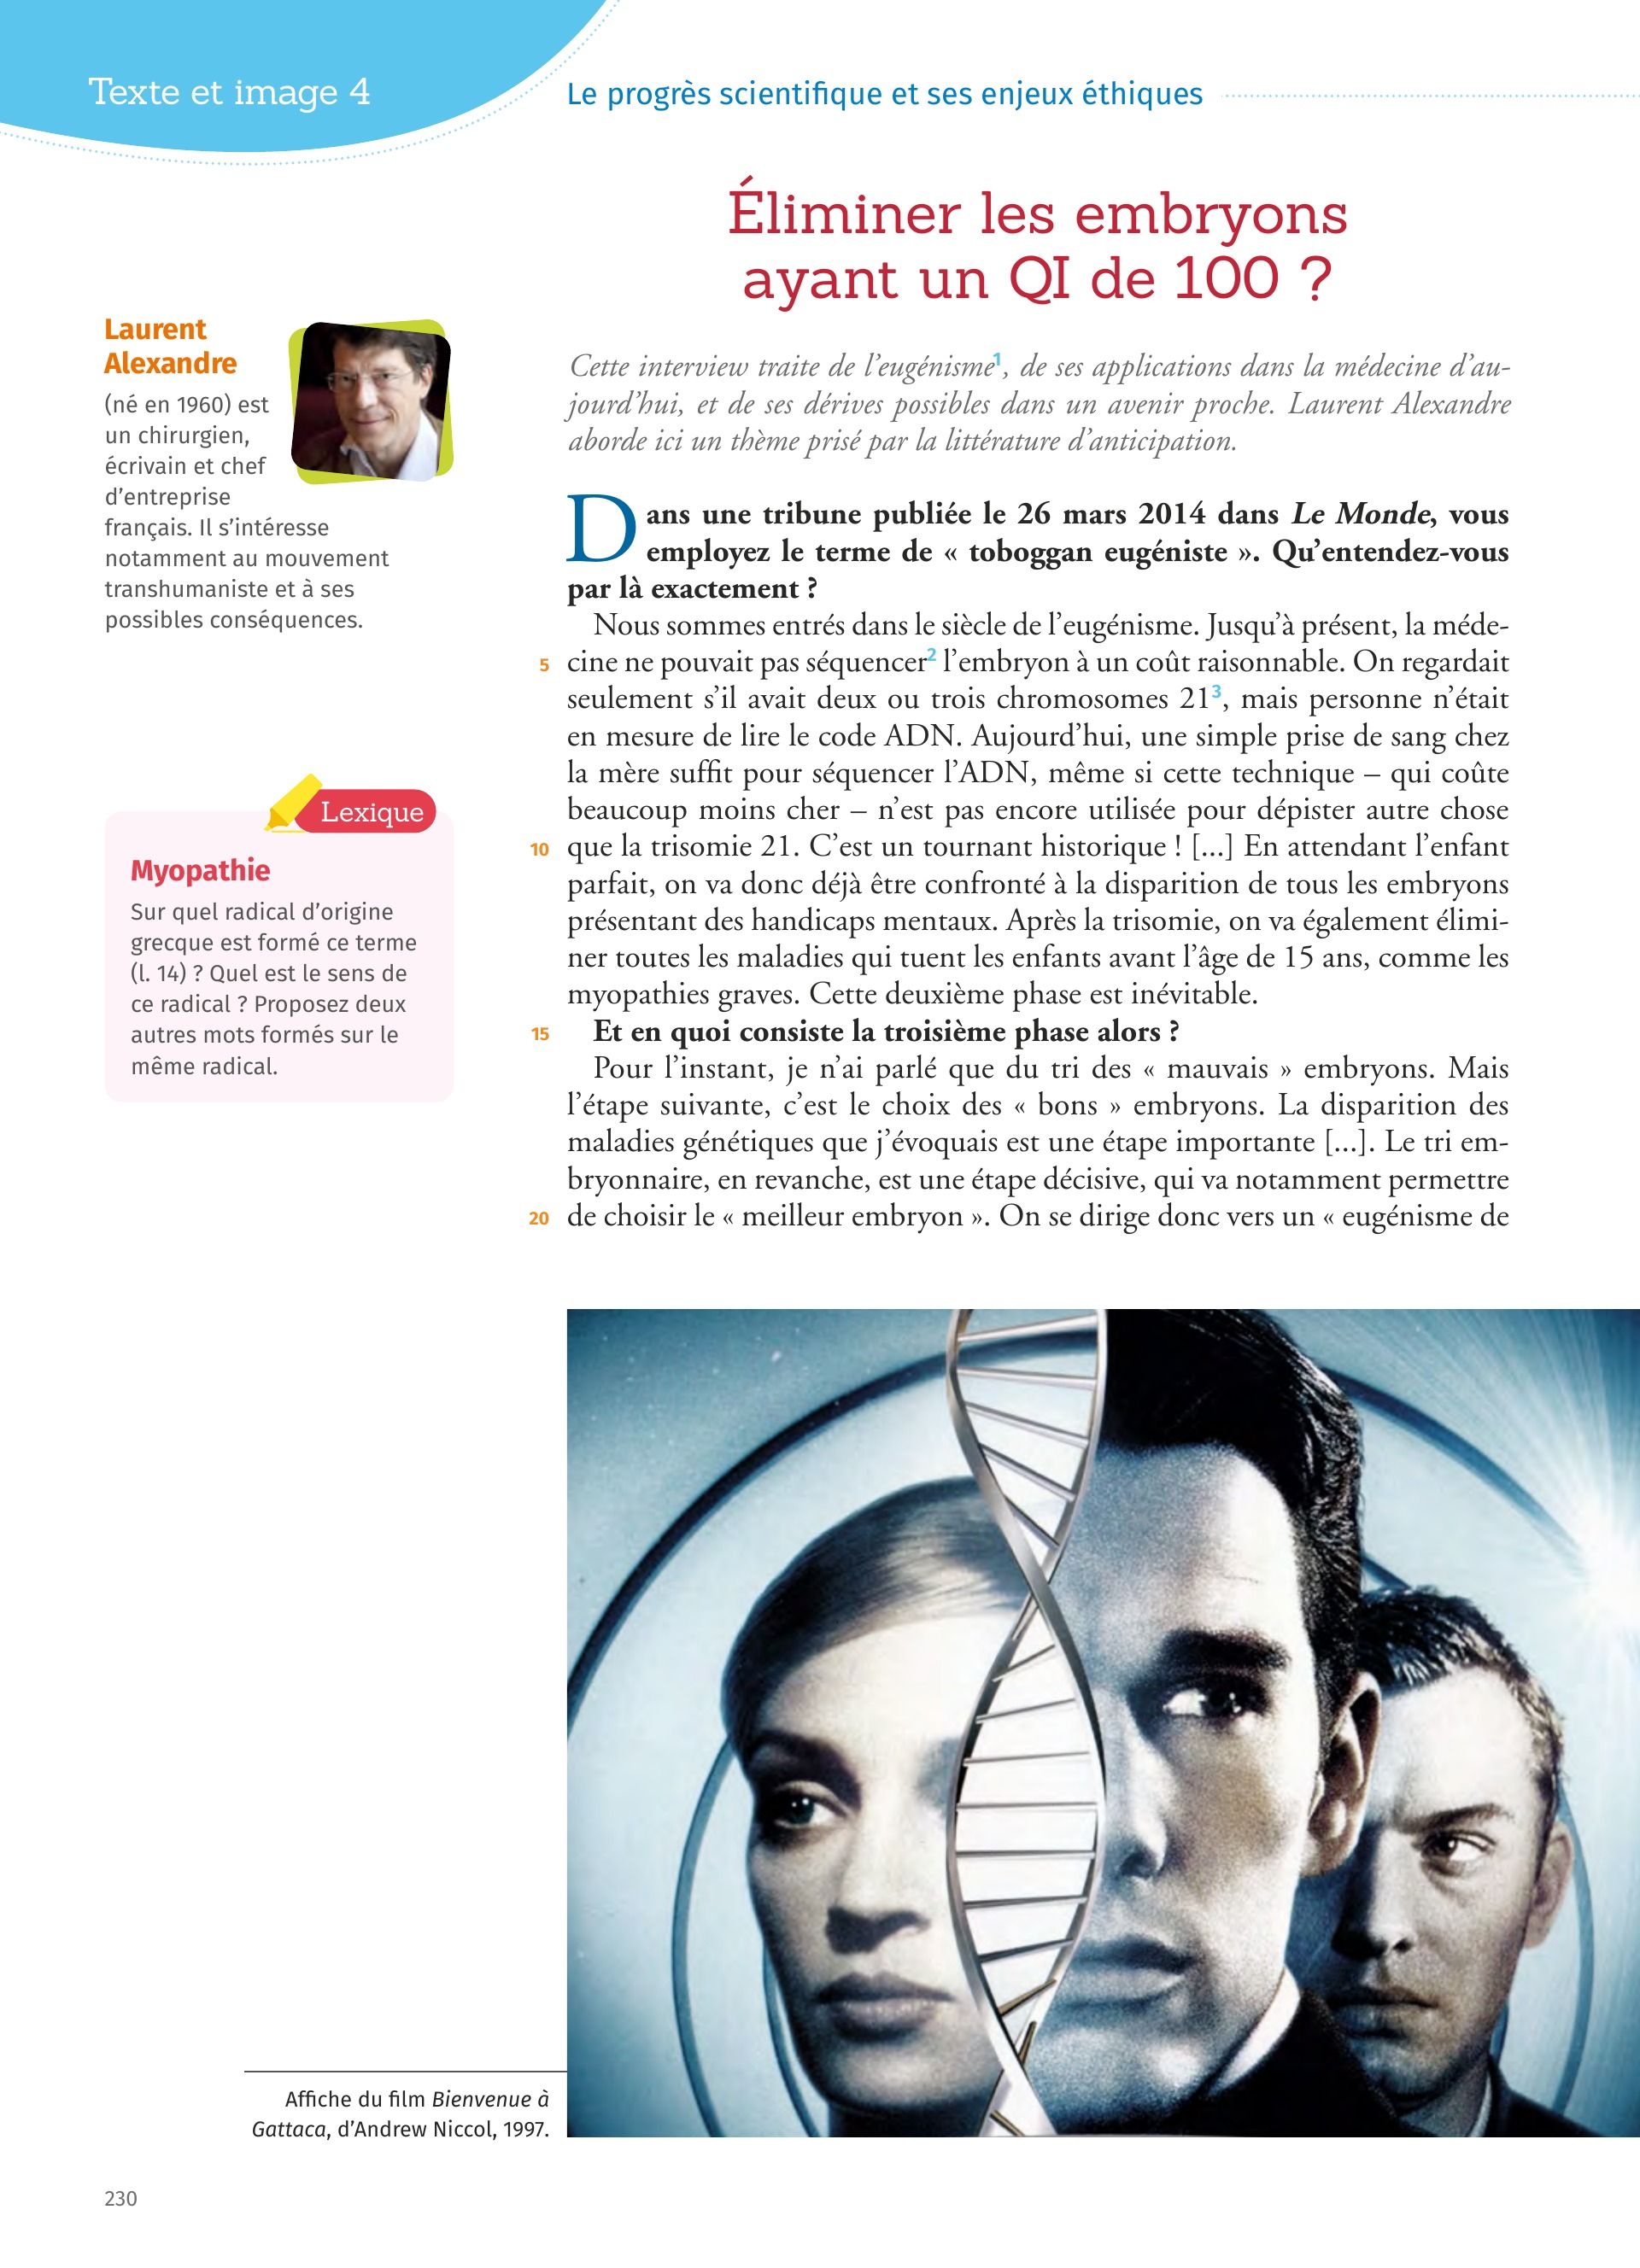 Texte et image 4
Le progrès scientifique et ses enjeux éthiques
Éliminer les embryons
ayant un QI de 100 ?
Laurent
Alexandre
(né en 1960) est
un chirurgien,
écrivain et chef
d’entreprise
français. Il s’intéresse
notamment au mouvement
transhumaniste et à ses
possibles conséquences.
Lexique
Myopathie
Sur quel radical d’origine
grecque est formé ce terme
(l. 14) ? Quel est le sens de
ce radical ? Proposez deux
autres mots formés sur le
même radical.
Cette interview traite de l’eugénisme1, de ses applications dans la médecine d’au-
jourd’hui, et de ses dérives possibles dans un avenir proche. Laurent Alexandre
aborde ici un thème prisé par la littérature d’anticipation.
Dans une tribune publiée le 26 mars 2014 dans Le Monde, vous
employez le terme de « toboggan eugéniste ». Qu’entendez-vous
par là exactement ?
Nous sommes entrés dans le siècle de l’eugénisme. Jusqu’à présent, la méde-
5 cine ne pouvait pas séquencer2 l’embryon à un coût raisonnable. On regardait
seulement s’il avait deux ou trois chromosomes 213, mais personne n’était
en mesure de lire le code ADN. Aujourd’hui, une simple prise de sang chez
la mère suffit pour séquencer l’ADN, même si cette technique – qui coûte
beaucoup moins cher – n’est pas encore utilisée pour dépister autre chose
10 que la trisomie 21. C’est un tournant historique ! [...] En attendant l’enfant
parfait, on va donc déjà être confronté à la disparition de tous les embryons
présentant des handicaps mentaux. Après la trisomie, on va également élimi-
ner toutes les maladies qui tuent les enfants avant l’âge de 15 ans, comme les
myopathies graves. Cette deuxième phase est inévitable.
15 Et en quoi consiste la troisième phase alors ?
Pour l’instant, je n’ai parlé que du tri des « mauvais » embryons. Mais
l’étape suivante, c’est le choix des « bons » embryons. La disparition des
maladies génétiques que j’évoquais est une étape importante [...]. Le tri em-
bryonnaire, en revanche, est une étape décisive, qui va notamment permettre
20 de choisir le « meilleur embryon ». On se dirige donc vers un « eugénisme de
Affiche du film Bienvenue à
Gattaca, d’Andrew Niccol, 1997.
230